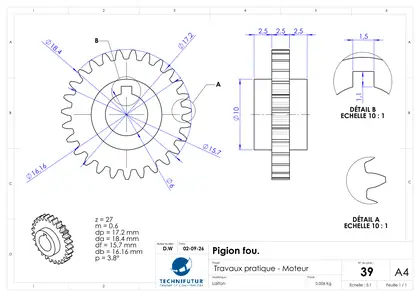 2.5 2.5 2.5
Ø17.2
Ø18.4
B
A
Ø10
Ø16.16
Ø15.7
Ø6
1,5
1,1
DÉTAIL B
ECHELLE 10 : 1
DÉTAIL A
ECHELLE 10 : 1
z = 27
m = 0.6
dp = 17.2 mm
da = 18.4 mm
df = 15.7 mm
db = 16.16 mm
p = 3.8°
D.W 02-09-26
Pigion fou.
Travaux pratique - Moteur
39
A4
TECHNIFUTUR
Laiton
Echelle : 5:1
Feuille 1 / 1